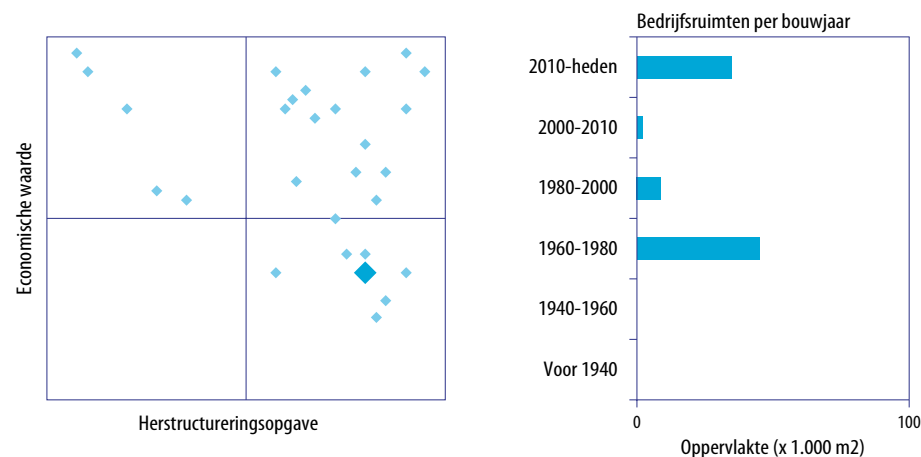 Economische waarde
Herstructureringsopgave
Bedrijfsruimten per bouwjaar
2010-heden
2000-2010
1980-2000
1960-1980
1940-1960
Voor 1940
0
100
Oppervlakte (x 1.000 m2)